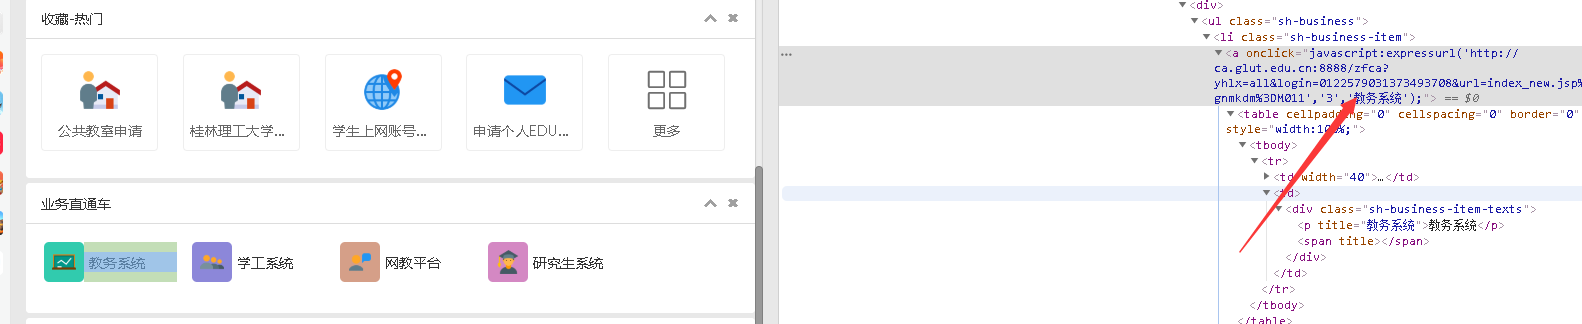 收藏-热门
公共教室申请
桂林理工大学...
学生上网账号...
申请个人EDU...
更多
业务直通车
教务系统
学工系统
网教平台
研究生系统
<div>
<ul class="sh-business">
<li class="sh-business-item">
<a onclick="javascript:expressurl('http://
ca.glut.edu.cn:8888/zfca?
yhlx=all&login=0122579031373493708&url=index_new.jsp%
gnmkdm%3DM011','3','教务系统');"> == $0
<table cellpadding="0" cellspacing="0" border="0"
style="width:100%;">
<tbody>
<tr>
<td width="40">…</td>
<td>
<div class="sh-business-item-texts">
<p title="教务系统">教务系统</p>
<span title></span>
</div>
</td>
</tr>
</tbody>
</table>